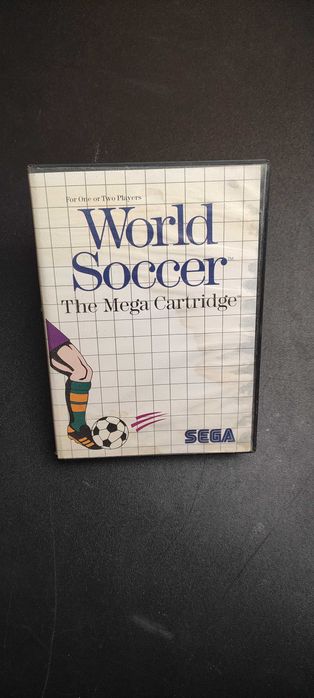 For One or Two Players
World
Soccer™
The Mega Cartridge™
SEGA